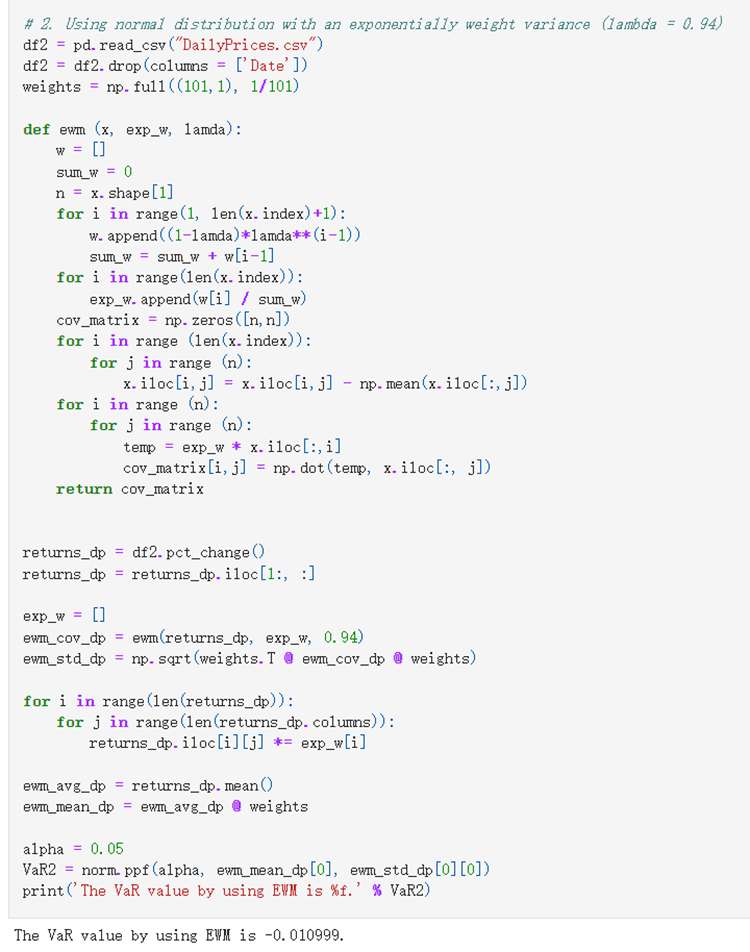 # 2. Using normal distribution with an exponentially weight variance (lambda = 0.94)
df2 = pd.read_csv("DailyPrices.csv")
df2 = df2.drop(columns = ['Date'])
weights = np.full((101,1), 1/101)

def ewm (x, exp_w, lamda):
    w = []
    sum_w = 0
    n = x.shape[1]
    for i in range(1, len(x.index)+1):
        w.append((1-lamda)*lamda**(i-1))
        sum_w = sum_w + w[i-1]
    for i in range(len(x.index)):
        exp_w.append(w[i] / sum_w)
    cov_matrix = np.zeros([n,n])
    for i in range (len(x.index)):
        for j in range (n):
            x.iloc[i,j] = x.iloc[i,j] - np.mean(x.iloc[:,j])
    for i in range (n):
        for j in range (n):
            temp = exp_w * x.iloc[:,i]
            cov_matrix[i,j] = np.dot(temp, x.iloc[:, j])
    return cov_matrix


returns_dp = df2.pct_change()
returns_dp = returns_dp.iloc[1:, :]

exp_w = []
ewm_cov_dp = ewm(returns_dp, exp_w, 0.94)
ewm_std_dp = np.sqrt(weights.T @ ewm_cov_dp @ weights)

for i in range(len(returns_dp)):
    for j in range(len(returns_dp.columns)):
        returns_dp.iloc[i][j] *= exp_w[i]

ewm_avg_dp = returns_dp.mean()
ewm_mean_dp = ewm_avg_dp @ weights

alpha = 0.05
VaR2 = norm.ppf(alpha, ewm_mean_dp[0], ewm_std_dp[0][0])
print('The VaR value by using EWM is %f.' % VaR2)

The VaR value by using EWM is -0.010999.